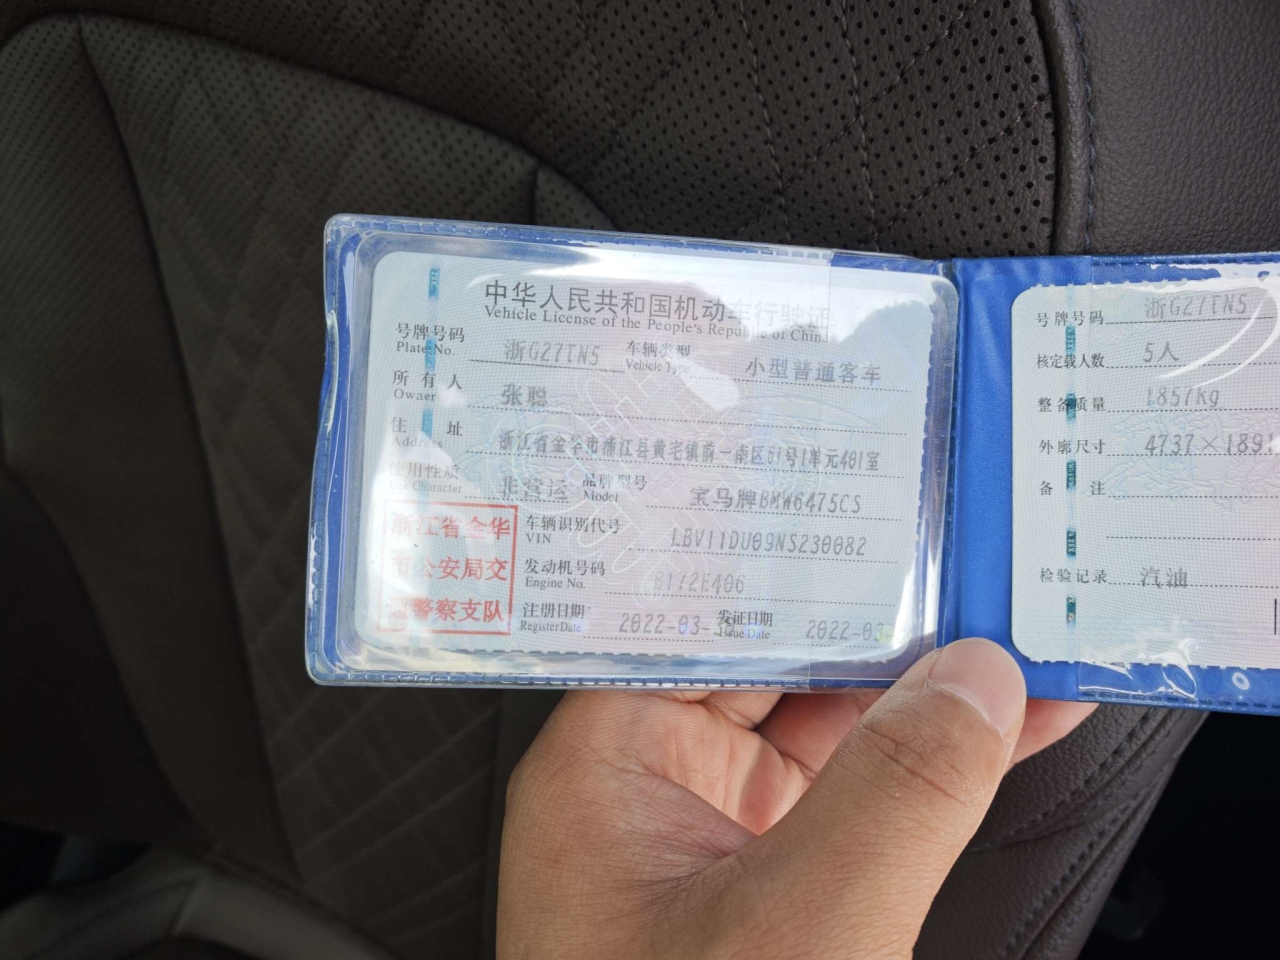 中华人民共和国机动车行驶证
Vehicle License of the People's Republic of China
号牌号码 浙G27TN5 车辆类型 小型普通客车
Plate No. Vehicle Type
所有人 张聪
Owner
住址 浙江省金华市浦江县黄宅镇前一南区61号1单元401室
Address
使用性质 非营运 品牌型号 宝马牌BMW6475CS
Use Character Model
浙江省金华
市公安局交
警察支队
车辆识别代号 LBV11DU09NS230082
VIN
发动机号码 B172E406
Engine No.
注册日期 2022-03- 发证日期 2022-03-
Register Date Issue Date
号牌号码 浙G27TN5
核定载人数 5人
整备质量 1857kg
外廓尺寸 4737×1891
备注
检验记录 汽油